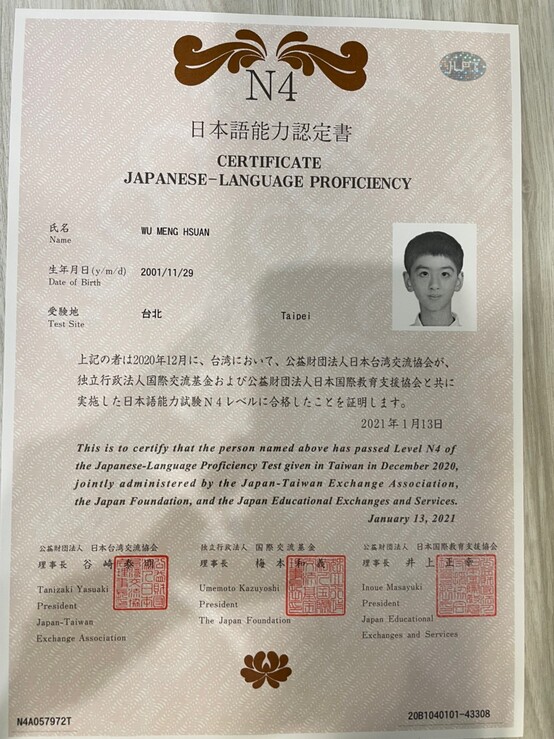 JLPT
N4
日本語能力認定書
CERTIFICATE
JAPANESE-LANGUAGE PROFICIENCY
氏名
Name
WU MENG HSUAN
生年月日(y/m/d)
Date of Birth
2001/11/29
受験地
Test Site
台北 Taipei
上記の者は2020年12月に、台湾において、公益財団法人日本台湾交流協会が、
独立行政法人国際交流基金および公益財団法人日本国際教育支援協会と共に
実施した日本語能力試験N4レベルに合格したことを証明します。
2021年1月13日
This is to certify that the person named above has passed Level N4 of
the Japanese-Language Proficiency Test given in Taiwan in December 2020,
jointly administered by the Japan-Taiwan Exchange Association,
the Japan Foundation, and the Japan Educational Exchanges and Services.
January 13, 2021
公益財団法人 日本台湾交流協会
理事長 谷崎泰明
Tanizaki Yasuaki
President
Japan-Taiwan
Exchange Association
独立行政法人 国際交流基金
理事長 梅本和義
Umemoto Kazuyoshi
President
The Japan Foundation
公益財団法人 日本国際教育支援協会
理事長 井上正幸
Inoue Masayuki
President
Japan Educational
Exchanges and Services
N4A057972T
20B1040101-43308